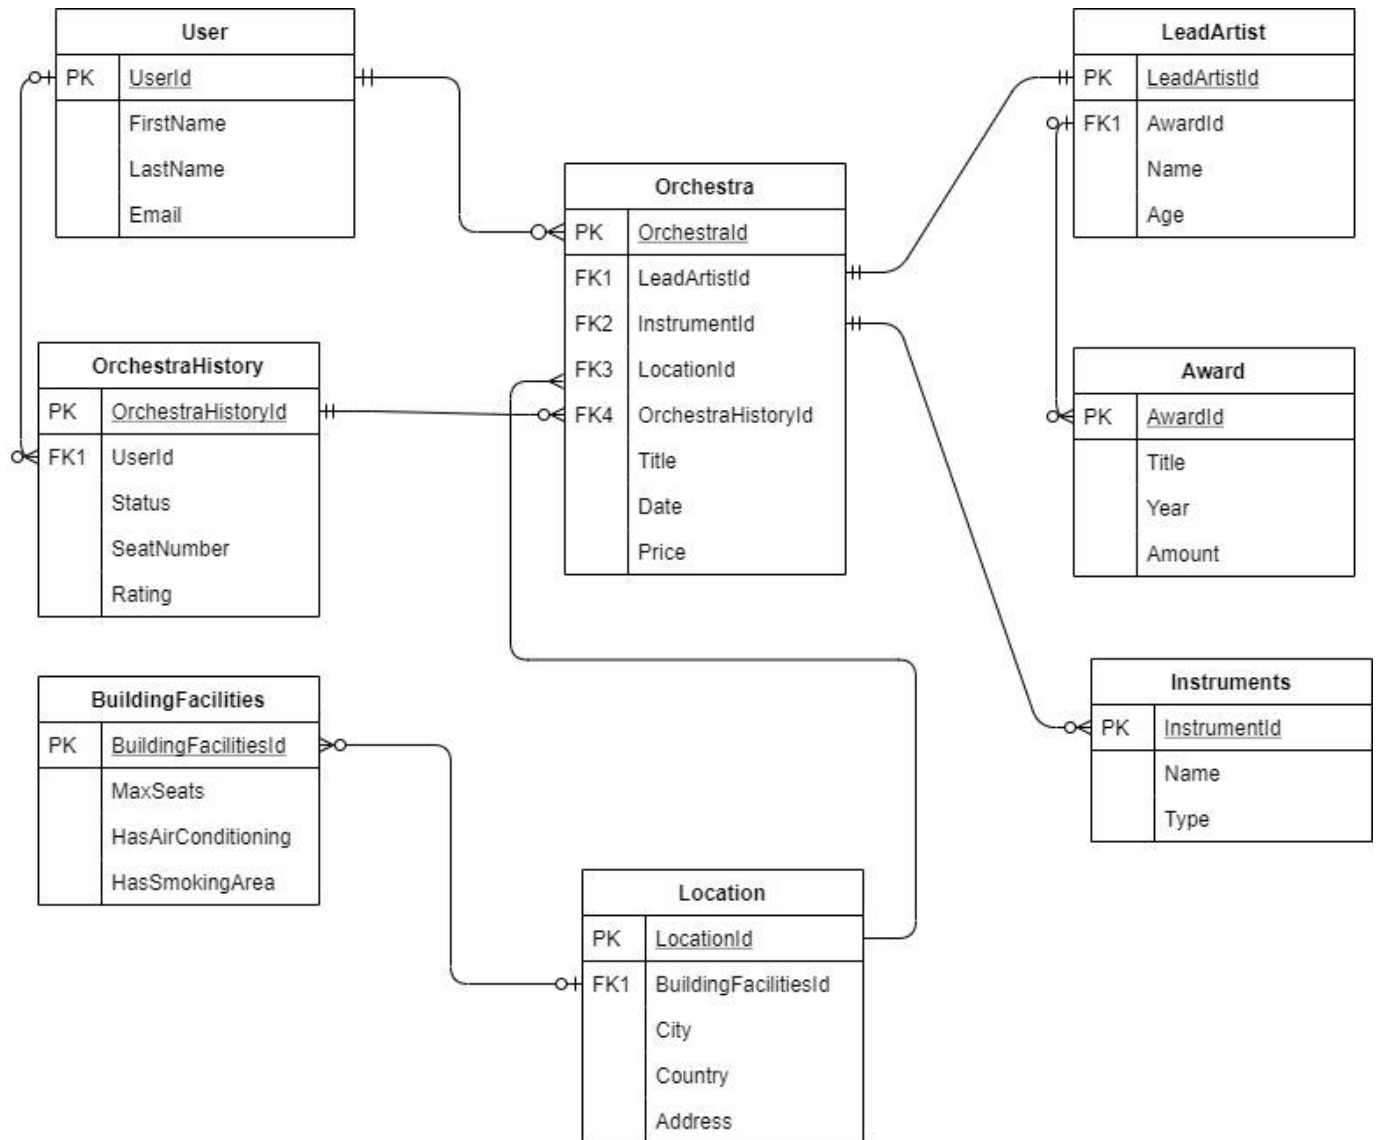 User
PK UserId
FirstName
LastName
Email
LeadArtist
PK LeadArtistId
FK1 AwardId
Name
Age
Orchestra
PK OrchestraId
FK1 LeadArtistId
FK2 InstrumentId
FK3 LocationId
FK4 OrchestraHistoryId
Title
Date
Price
OrchestraHistory
PK OrchestraHistoryId
FK1 UserId
Status
SeatNumber
Rating
Award
PK AwardId
Title
Year
Amount
BuildingFacilities
PK BuildingFacilitiesId
MaxSeats
HasAirConditioning
HasSmokingArea
Instruments
PK InstrumentId
Name
Type
Location
PK LocationId
FK1 BuildingFacilitiesId
City
Country
Address